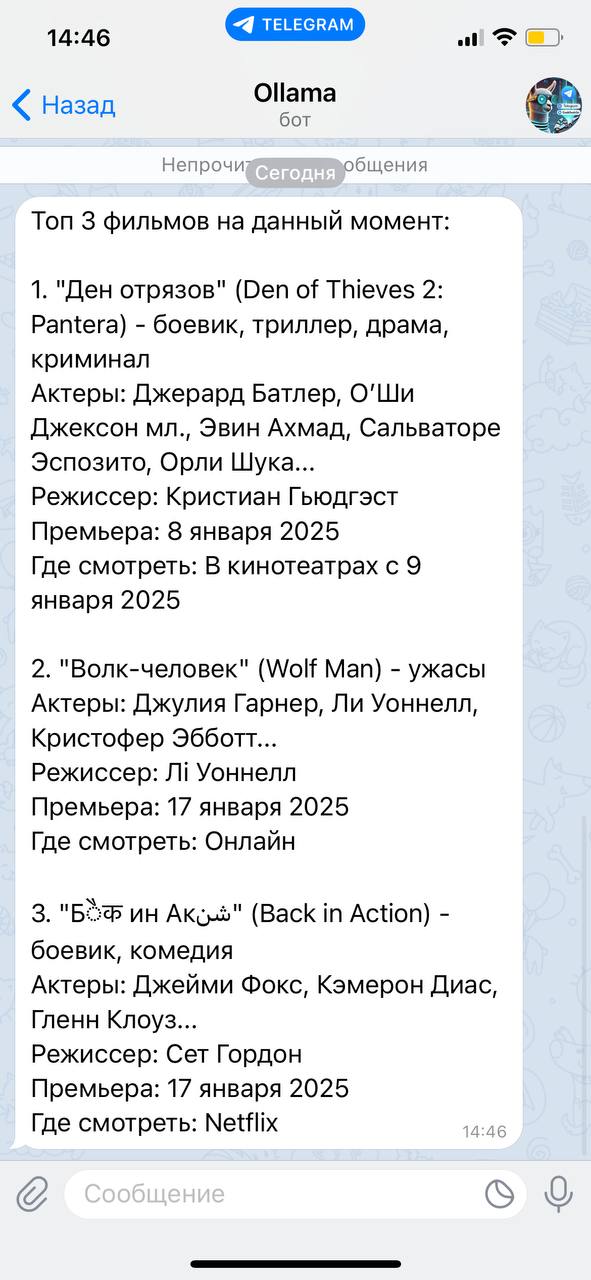 14:46
TELEGRAM
Назад
Ollama
бот
Непрочи
Сегодня
общения
Топ 3 фильмов на данный момент:
1. "Ден отрязов" (Den of Thieves 2:
Pantera) - боевик, триллер, драма,
криминал
Актеры: Джерард Батлер, О’Ши
Джексон мл., Эвин Ахмад, Сальваторе
Эспозито, Орли Шука...
Режиссер: Кристиан Гьюдгэст
Премьера: 8 января 2025
Где смотреть: В кинотеатрах с 9
января 2025
2. "Волк-человек" (Wolf Man) - ужасы
Актеры: Джулия Гарнер, Ли Уоннелл,
Кристофер Эбботт...
Режиссер: Лі Уоннелл
Премьера: 17 января 2025
Где смотреть: Онлайн
3. "Бैक ин Акشن" (Back in Action) -
боевик, комедия
Актеры: Джейми Фокс, Кэмерон Диас,
Гленн Клоуз...
Режиссер: Сет Гордон
Премьера: 17 января 2025
Где смотреть: Netflix
14:46
Сообщение